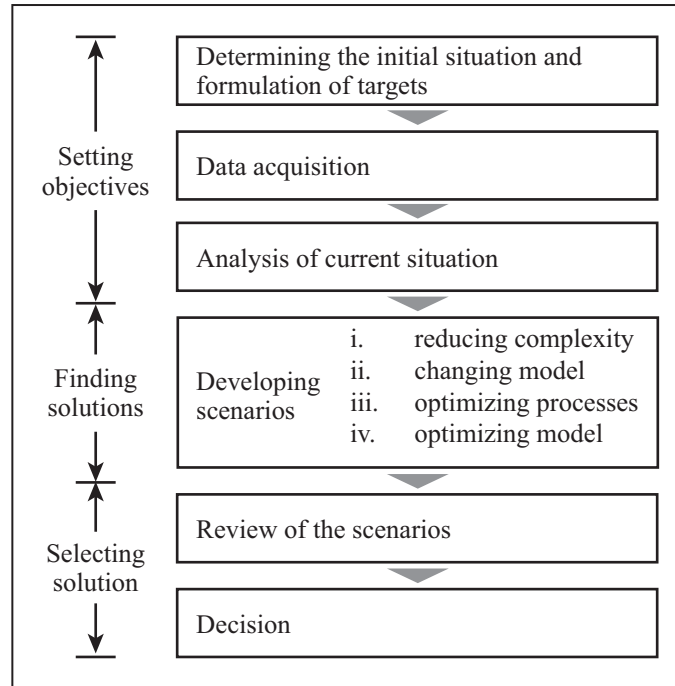 Determining the initial situation and
formulation of targets
Setting
objectives
Data acquisition
Analysis of current situation
Finding
solutions
Developing
scenarios
i. reducing complexity
ii. changing model
iii. optimizing processes
iv. optimizing model
Selecting
solution
Review of the scenarios
Decision